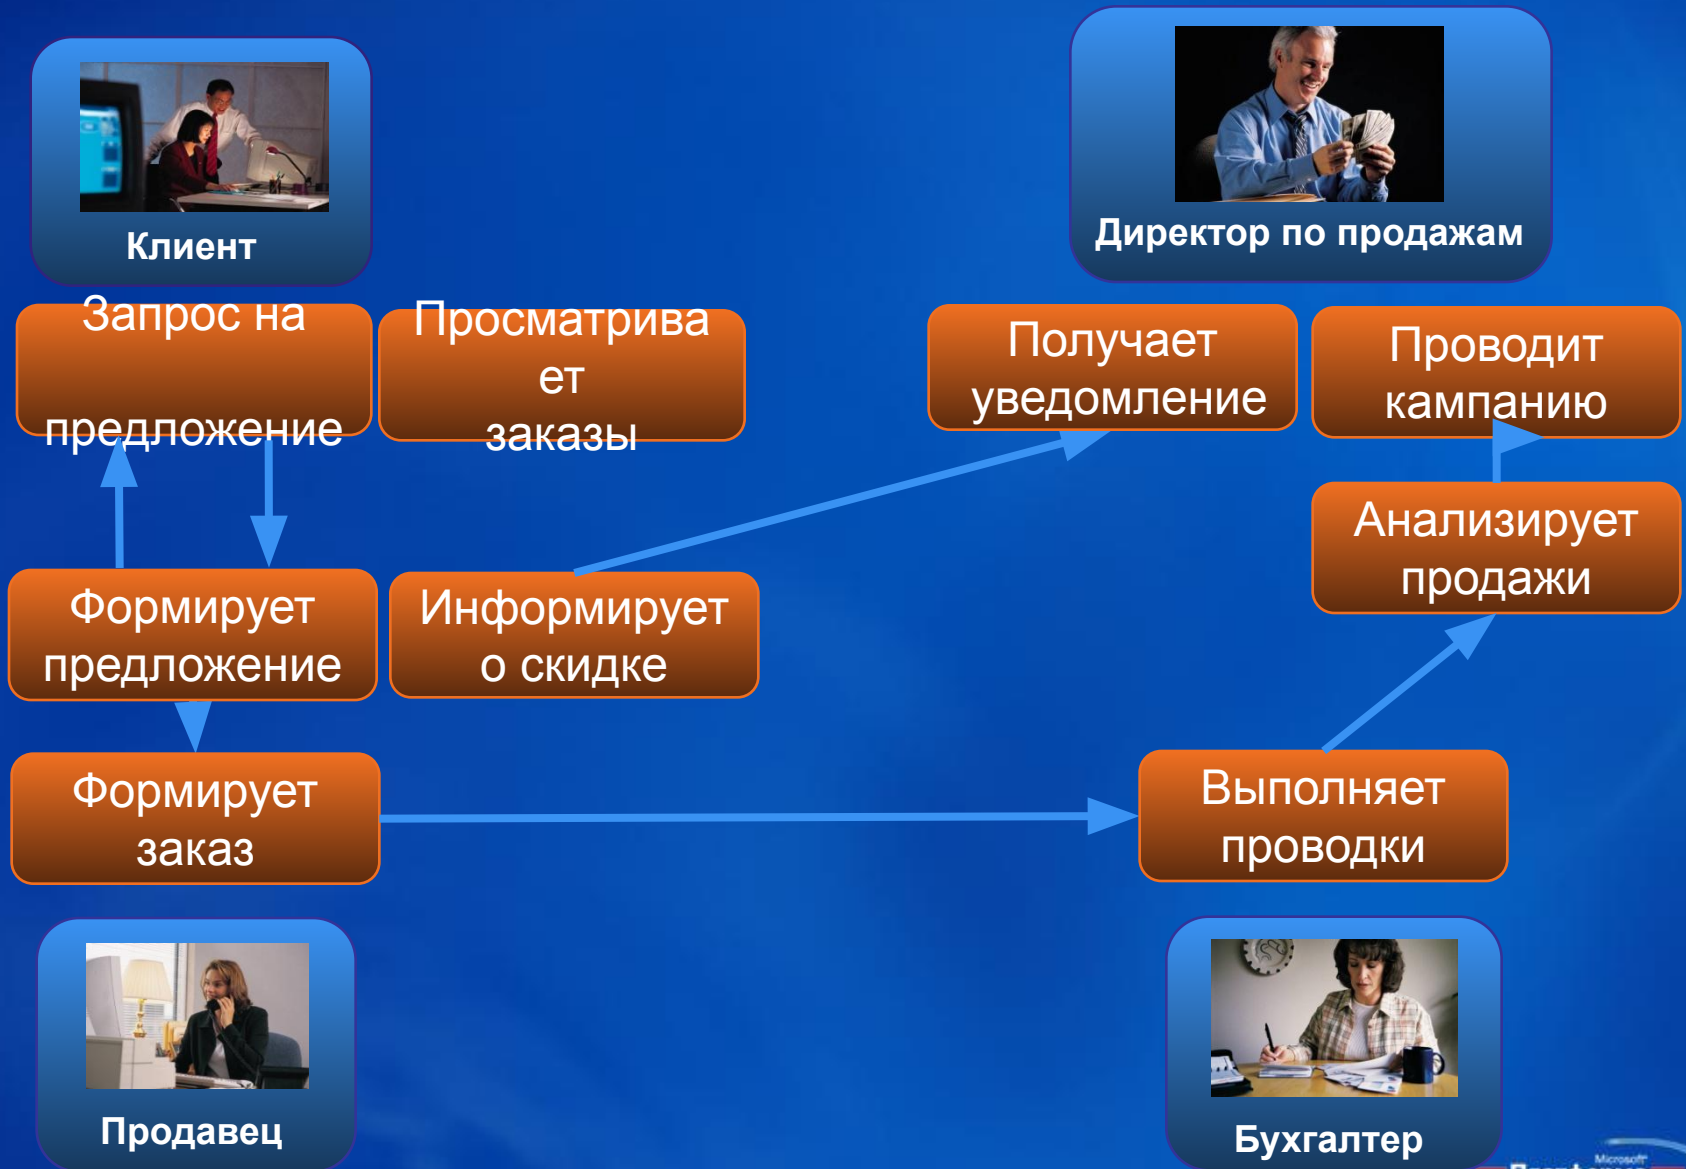 Клиент
Директор по продажам
Запрос на
предложение
Просматрива
ет
заказы
Получает
уведомление
Проводит
кампанию
Анализирует
продажи
Формирует
предложение
Информирует
о скидке
Формирует
заказ
Выполняет
проводки
Продавец
Бухгалтер
Microsoft